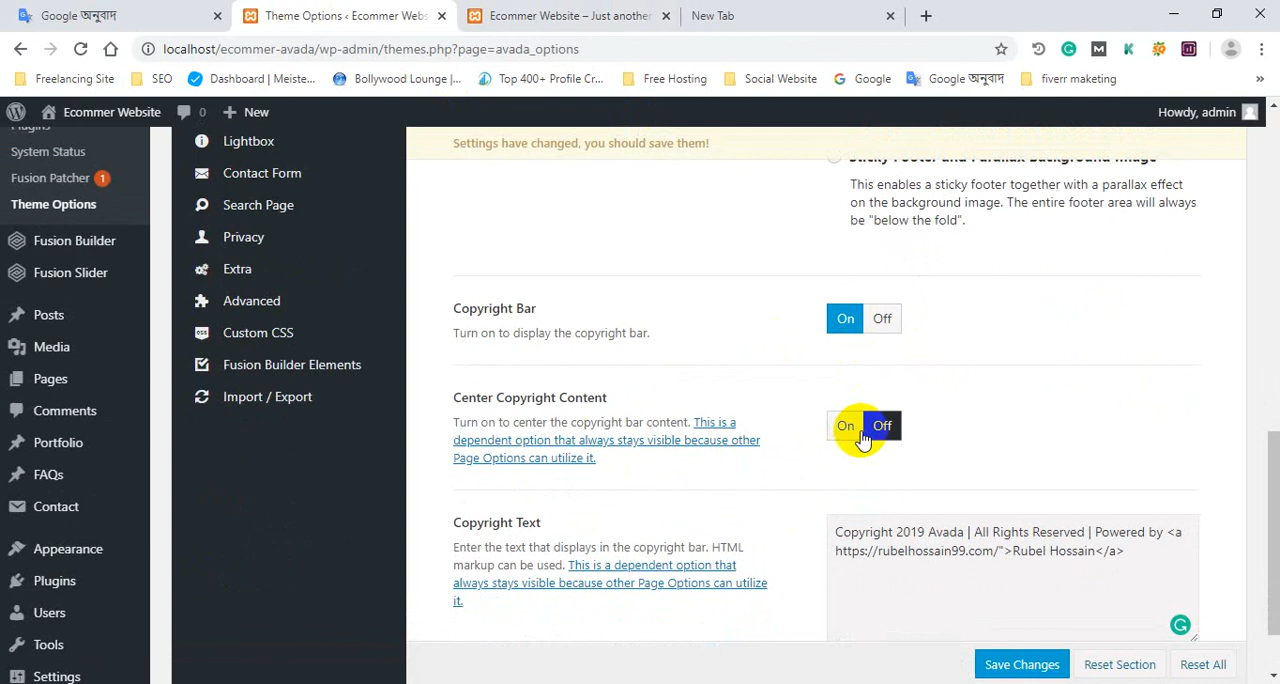 Google অনুবাদ
Theme Options ‹ Ecommer Webs
Ecommer Website – Just another
New Tab
localhost/ecommer-avada/wp-admin/themes.php?page=avada_options
Freelancing Site
SEO
Dashboard | Meiste...
Bollywood Lounge |...
Top 400+ Profile Cr...
Free Hosting
Social Website
Google
Google অনুবাদ
fiverr maketing
»
Ecommer Website
0
New
Howdy, admin
Plugins
System Status
Fusion Patcher 1
Theme Options
Fusion Builder
Fusion Slider
Posts
Media
Pages
Comments
Portfolio
FAQs
Contact
Appearance
Plugins
Users
Tools
Settings
Lightbox
Contact Form
Search Page
Privacy
Extra
Advanced
Custom CSS
Fusion Builder Elements
Import / Export
Settings have changed, you should save them!
Sticky Footer and Parallax Background Image
This enables a sticky footer together with a parallax effect
on the background image. The entire footer area will always
be "below the fold".
Copyright Bar
Turn on to display the copyright bar.
On Off
Center Copyright Content
Turn on to center the copyright bar content. This is a
dependent option that always stays visible because other
Page Options can utilize it.
On Off
Copyright Text
Enter the text that displays in the copyright bar. HTML
markup can be used. This is a dependent option that
always stays visible because other Page Options can utilize
it.
Copyright 2019 Avada | All Rights Reserved | Powered by <a
https://rubelhossain99.com/">Rubel Hossain</a>
Save Changes
Reset Section
Reset All